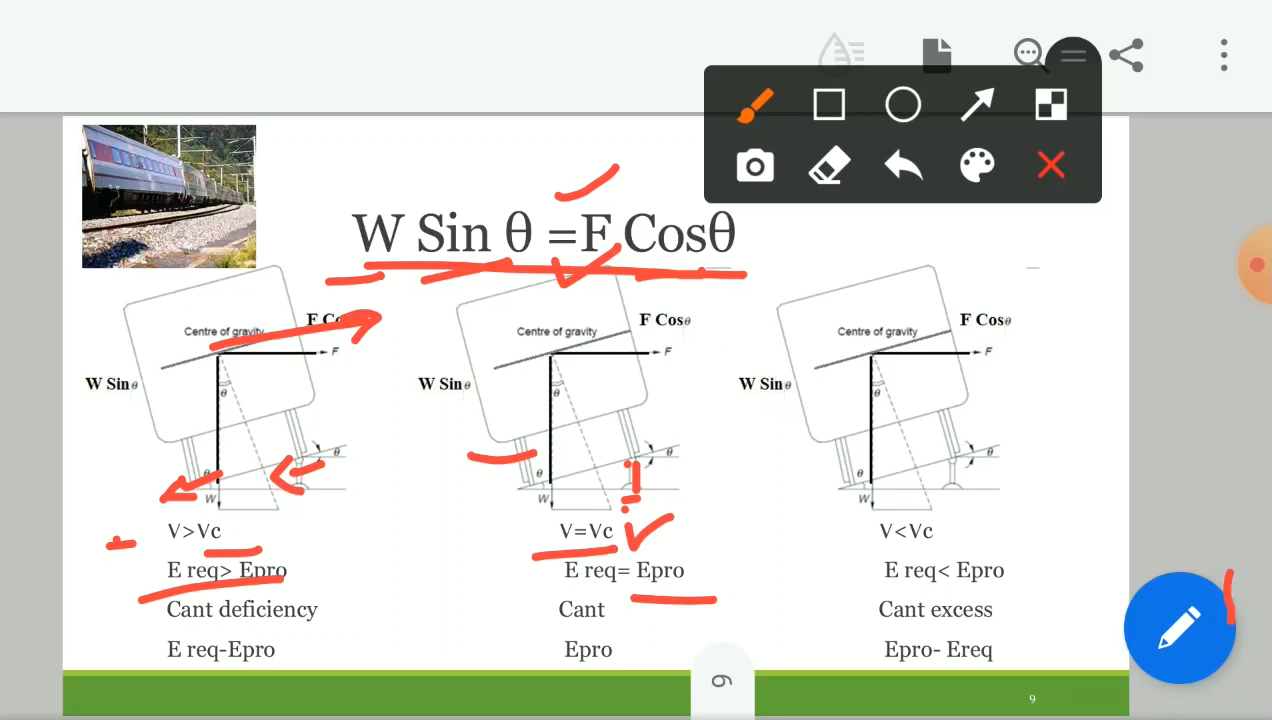 W Sin θ =F Cosθ
Centre of gravity
F
W Sinθ
θ
θ
θ
W
Centre of gravity
F Cosθ
F
W Sinθ
θ
θ
θ
W
Centre of gravity
F Cosθ
F
W Sinθ
θ
θ
θ
W
V>Vc
E req> Epro
Cant deficiency
E req-Epro
V=Vc
E req= Epro
Cant
Epro
V<Vc
E req< Epro
Cant excess
Epro- Ereq
9
9